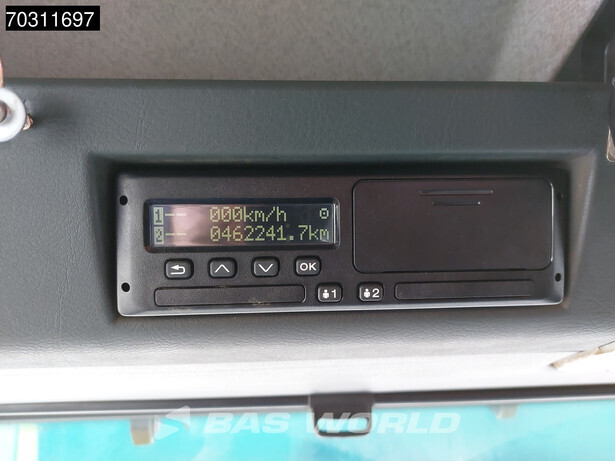 70311697
1 -- 000km/h
2 -- 0462241.7km
OK
1
2
BAS WORLD